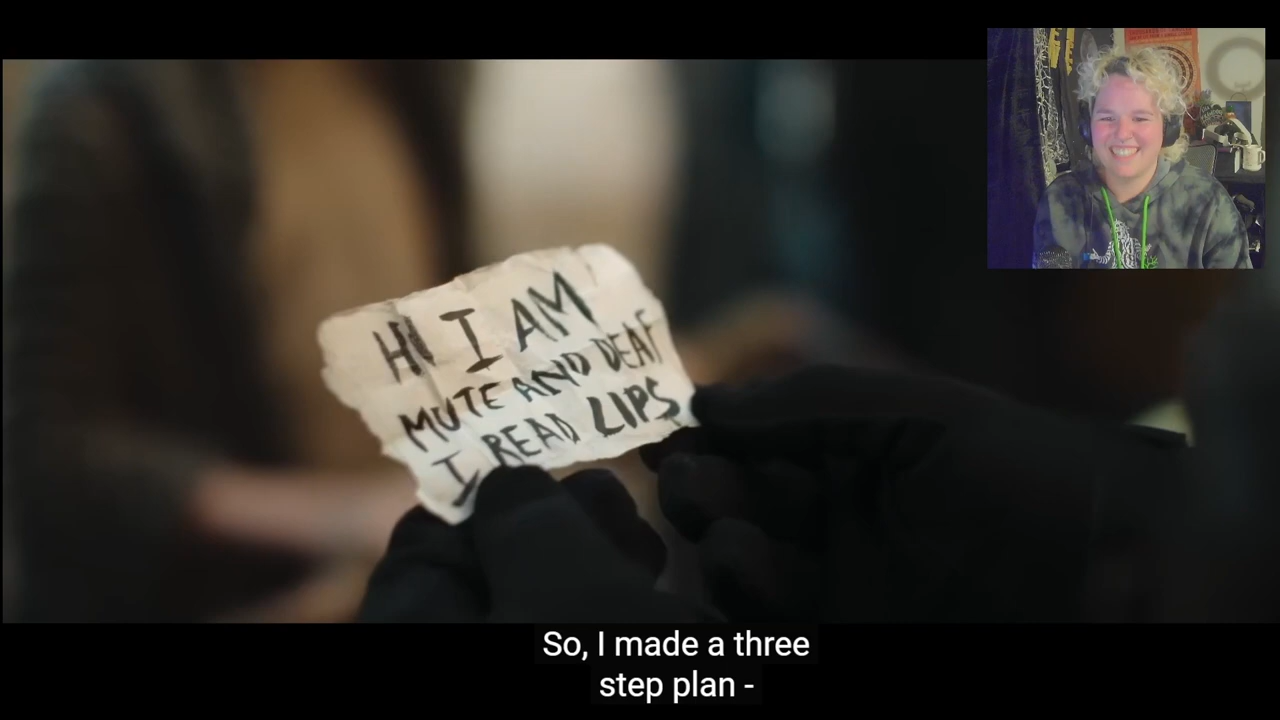 HI I AM
MUTE AND DEAF
I READ LIPS
So, I made a three
step plan -